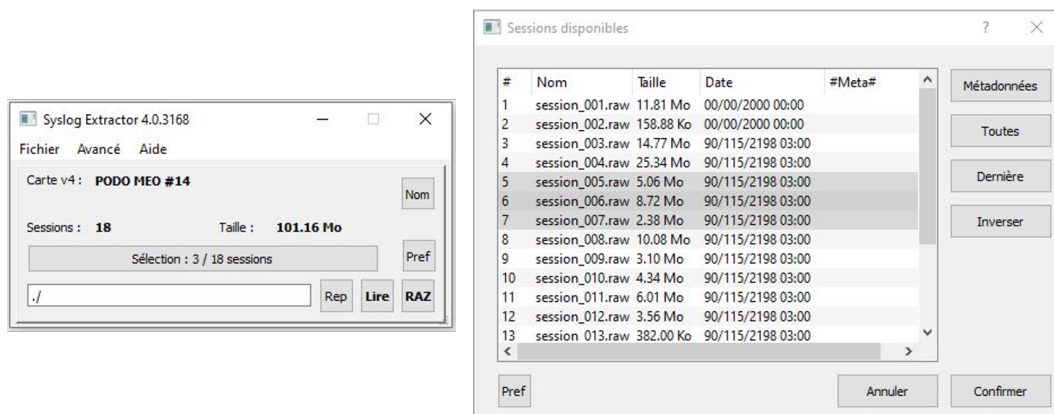 Syslog Extractor 4.0.3168
Fichier Avancé Aide
Carte v4 : PODO MEO #14
Nom
Sessions : 18 Taille : 101.16 Mo
Sélection : 3 / 18 sessions
Pref
./
Rep Lire RAZ
Sessions disponibles
# Nom Taille Date #Meta#
1 session_001.raw 11.81 Mo 00/00/2000 00:00
2 session_002.raw 158.88 Ko 00/00/2000 00:00
3 session_003.raw 14.77 Mo 90/115/2198 03:00
4 session_004.raw 25.34 Mo 90/115/2198 03:00
5 session_005.raw 5.06 Mo 90/115/2198 03:00
6 session_006.raw 8.72 Mo 90/115/2198 03:00
7 session_007.raw 2.38 Mo 90/115/2198 03:00
8 session_008.raw 10.08 Mo 90/115/2198 03:00
9 session_009.raw 3.10 Mo 90/115/2198 03:00
10 session_010.raw 4.34 Mo 90/115/2198 03:00
11 session_011.raw 6.01 Mo 90/115/2198 03:00
12 session_012.raw 3.56 Mo 90/115/2198 03:00
13 session_013.raw 382.00 Ko 90/115/2198 03:00
Métadonnées
Toutes
Dernière
Inverser
Pref
Annuler
Confirmer